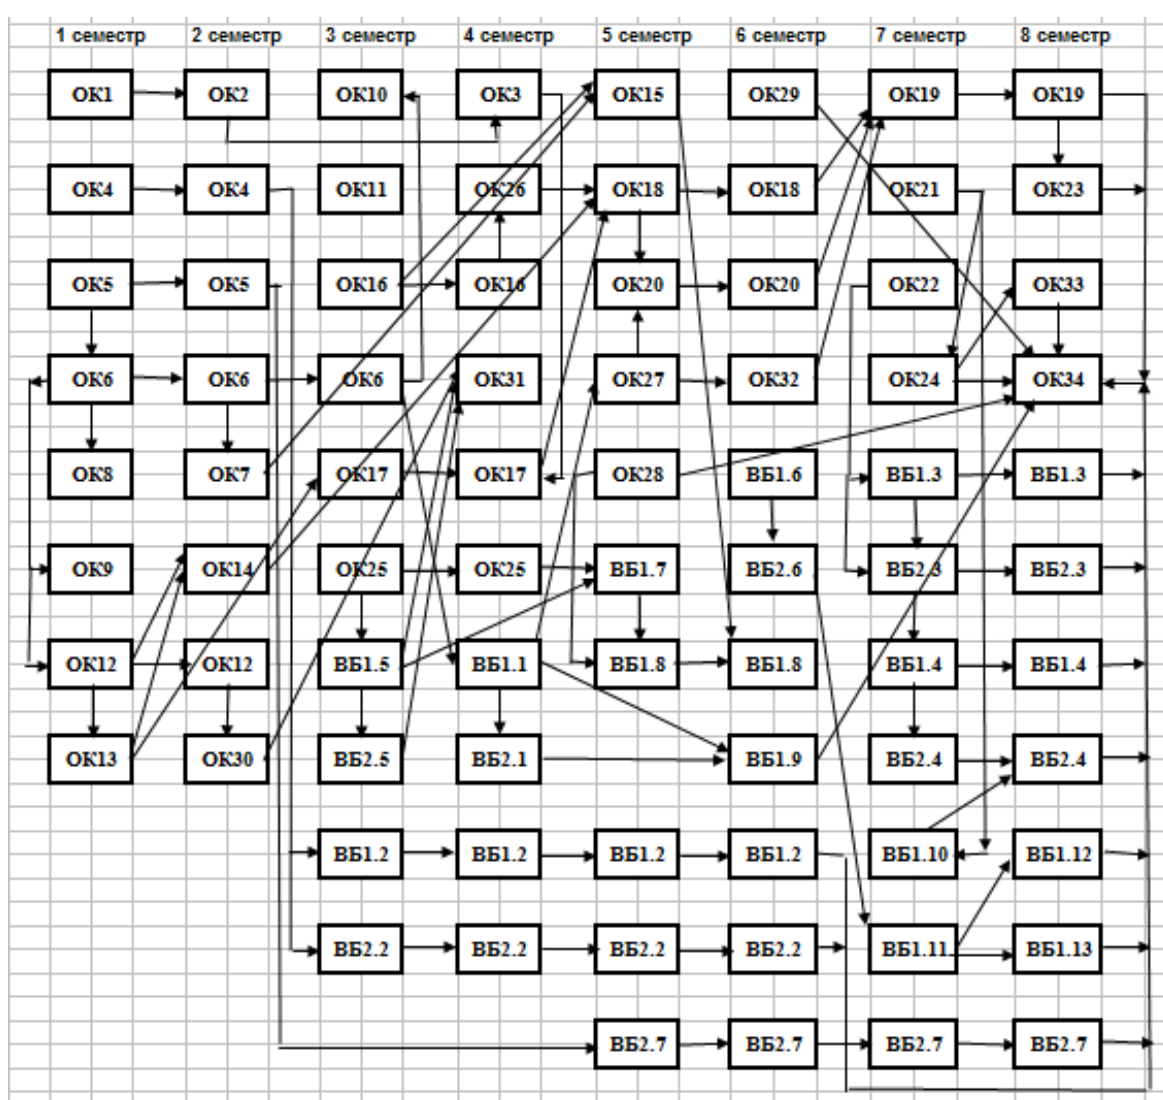 1 семестр 2 семестр 3 семестр 4 семестр 5 семестр 6 семестр 7 семестр 8 семестр
ОК1 ОК2 ОК10 ОК3 ОК15 ОК29 ОК19 ОК19
ОК4 ОК4 ОК11 ОК26 ОК18 ОК18 ОК21 ОК23
ОК5 ОК5 ОК16 ОК16 ОК20 ОК20 ОК22 ОК33
ОК6 ОК6 ОК6 ОК31 ОК27 ОК32 ОК24 ОК34
ОК8 ОК7 ОК17 ОК17 ОК28 ВБ1.6 ВБ1.3 ВБ1.3
ОК9 ОК14 ОК25 ОК25 ВБ1.7 ВБ2.6 ВБ2.3 ВБ2.3
ОК12 ОК12 ВБ1.5 ВБ1.1 ВБ1.8 ВБ1.8 ВБ1.4 ВБ1.4
ОК13 ОК30 ВБ2.5 ВБ2.1 ВБ1.9 ВБ2.4 ВБ2.4
ВБ1.2 ВБ1.2 ВБ1.2 ВБ1.2 ВБ1.10 ВБ1.12
ВБ2.2 ВБ2.2 ВБ2.2 ВБ2.2 ВБ1.11 ВБ1.13
ВБ2.7 ВБ2.7 ВБ2.7 ВБ2.7